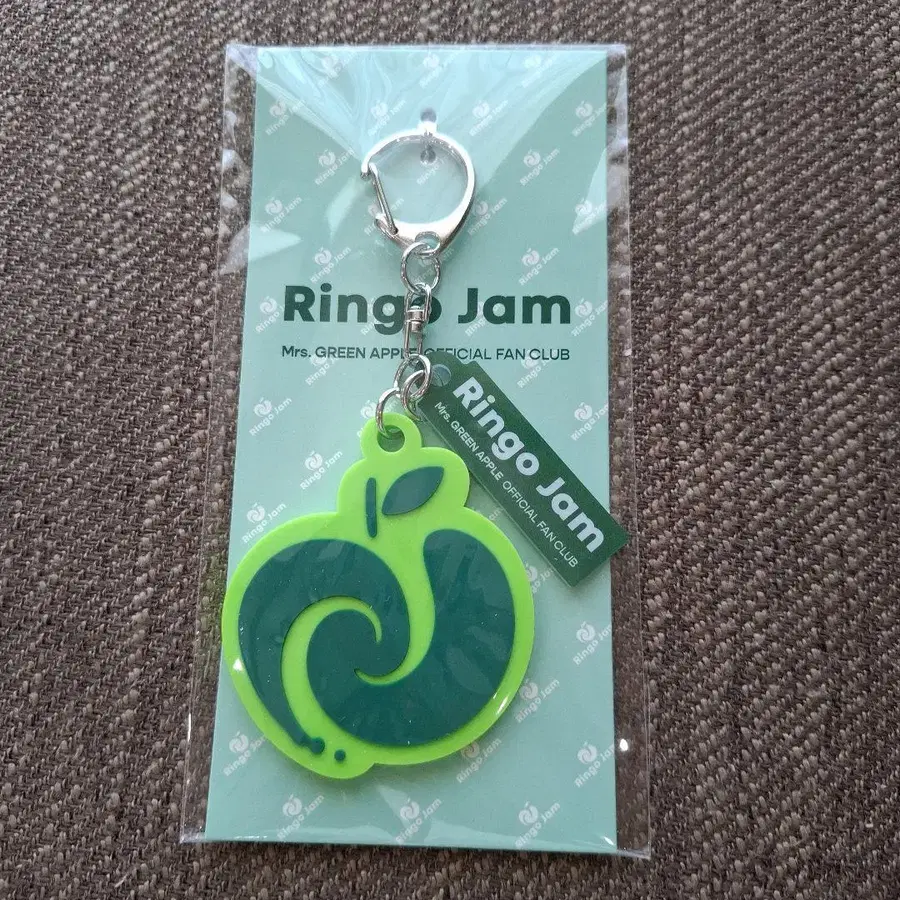 Ringo Jam
Mrs. GREEN APPLE OFFICIAL FAN CLUB
Ringo Jam
Mrs. GREEN APPLE OFFICIAL FAN CLUB